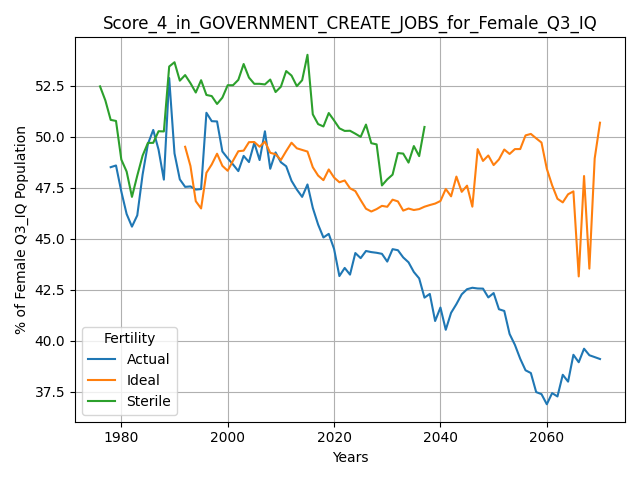 Score_4_in_GOVERNMENT_CREATE_JOBS_for_Female_Q3_IQ
% of Female Q3_IQ Population
52.5
50.0
47.5
45.0
42.5
40.0
37.5
Fertility
Actual
Ideal
Sterile
1980
2000
2020
2040
2060
Years